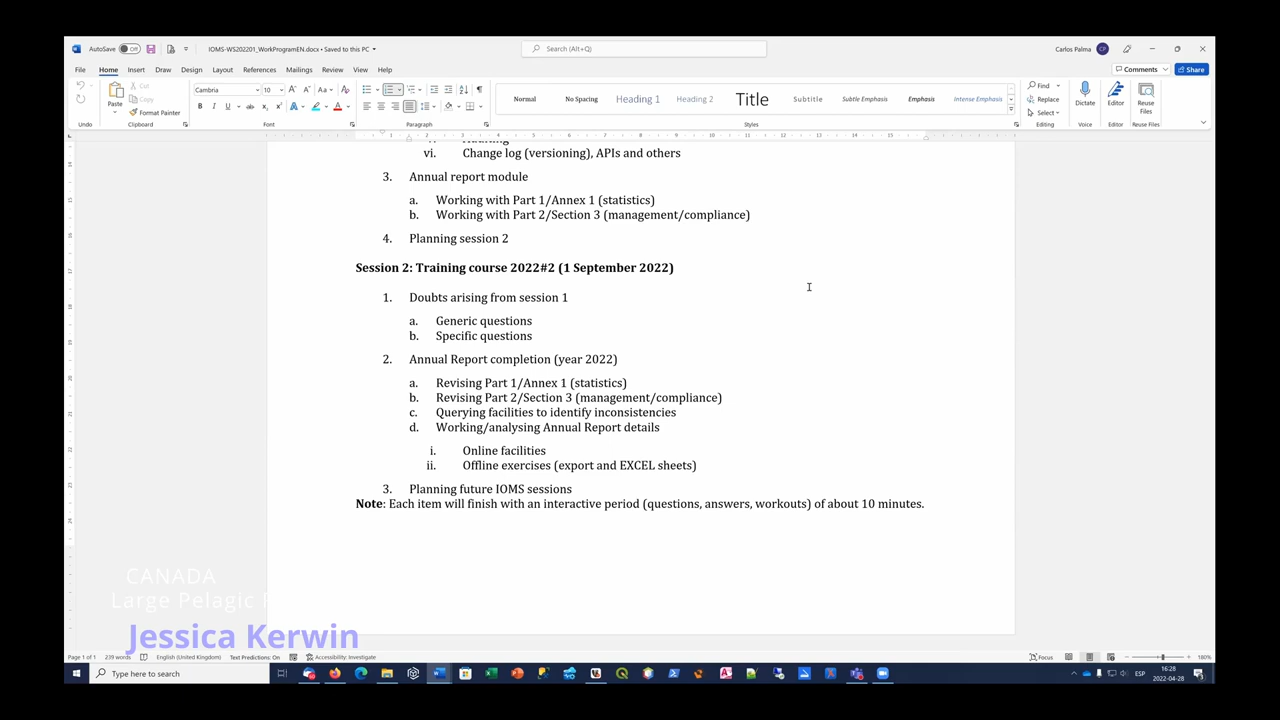 AutoSave Off IOMS-WS202201_WorkProgramEN.docx • Saved to this PC Search (Alt+Q) Carlos Palma CP
File Home Insert Draw Design Layout References Mailings Review View Help Comments Share
Paste Cut Copy Format Painter Cambria 10 Normal No Spacing Heading 1 Heading 2 Title Subtitle Subtle Emphasis Emphasis Intense Emphasis Find Replace Select Dictate Editor Reuse Files
Undo Clipboard Font Paragraph Styles Editing Voice Editor Reuse Files
vi. Change log (versioning), APIs and others
3. Annual report module
a. Working with Part 1/Annex 1 (statistics)
b. Working with Part 2/Section 3 (management/compliance)
4. Planning session 2
Session 2: Training course 2022#2 (1 September 2022)
1. Doubts arising from session 1
a. Generic questions
b. Specific questions
2. Annual Report completion (year 2022)
a. Revising Part 1/Annex 1 (statistics)
b. Revising Part 2/Section 3 (management/compliance)
c. Querying facilities to identify inconsistencies
d. Working/analysing Annual Report details
i. Online facilities
ii. Offline exercises (export and EXCEL sheets)
3. Planning future IOMS sessions
Note: Each item will finish with an interactive period (questions, answers, workouts) of about 10 minutes.
CANADA
Large Pelagic
Jessica Kerwin
Page 1 of 1 239 words English (United Kingdom) Text Predictions: On Accessibility: Investigate Focus 180%
Type here to search ESP 16:28
2022-04-28